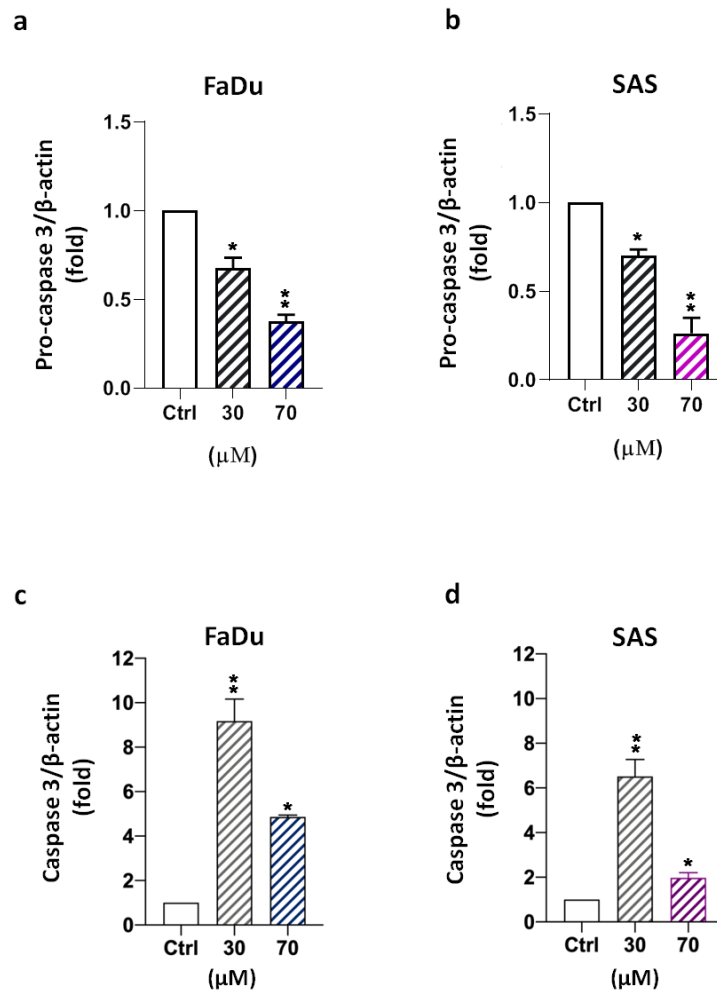 a
FaDu
Pro-caspase 3/β-actin
(fold)
1.5
1.0
0.5
0.0
*
*
*
Ctrl 30 70
(μM)
b
SAS
Pro-caspase 3/β-actin
(fold)
1.5
1.0
0.5
0.0
*
*
*
Ctrl 30 70
(μM)
c
FaDu
Caspase 3/β-actin
(fold)
12
10
8
6
4
2
0
*
*
*
Ctrl 30 70
(μM)
d
SAS
Caspase 3/β-actin
(fold)
12
10
8
6
4
2
0
*
*
*
Ctrl 30 70
(μM)